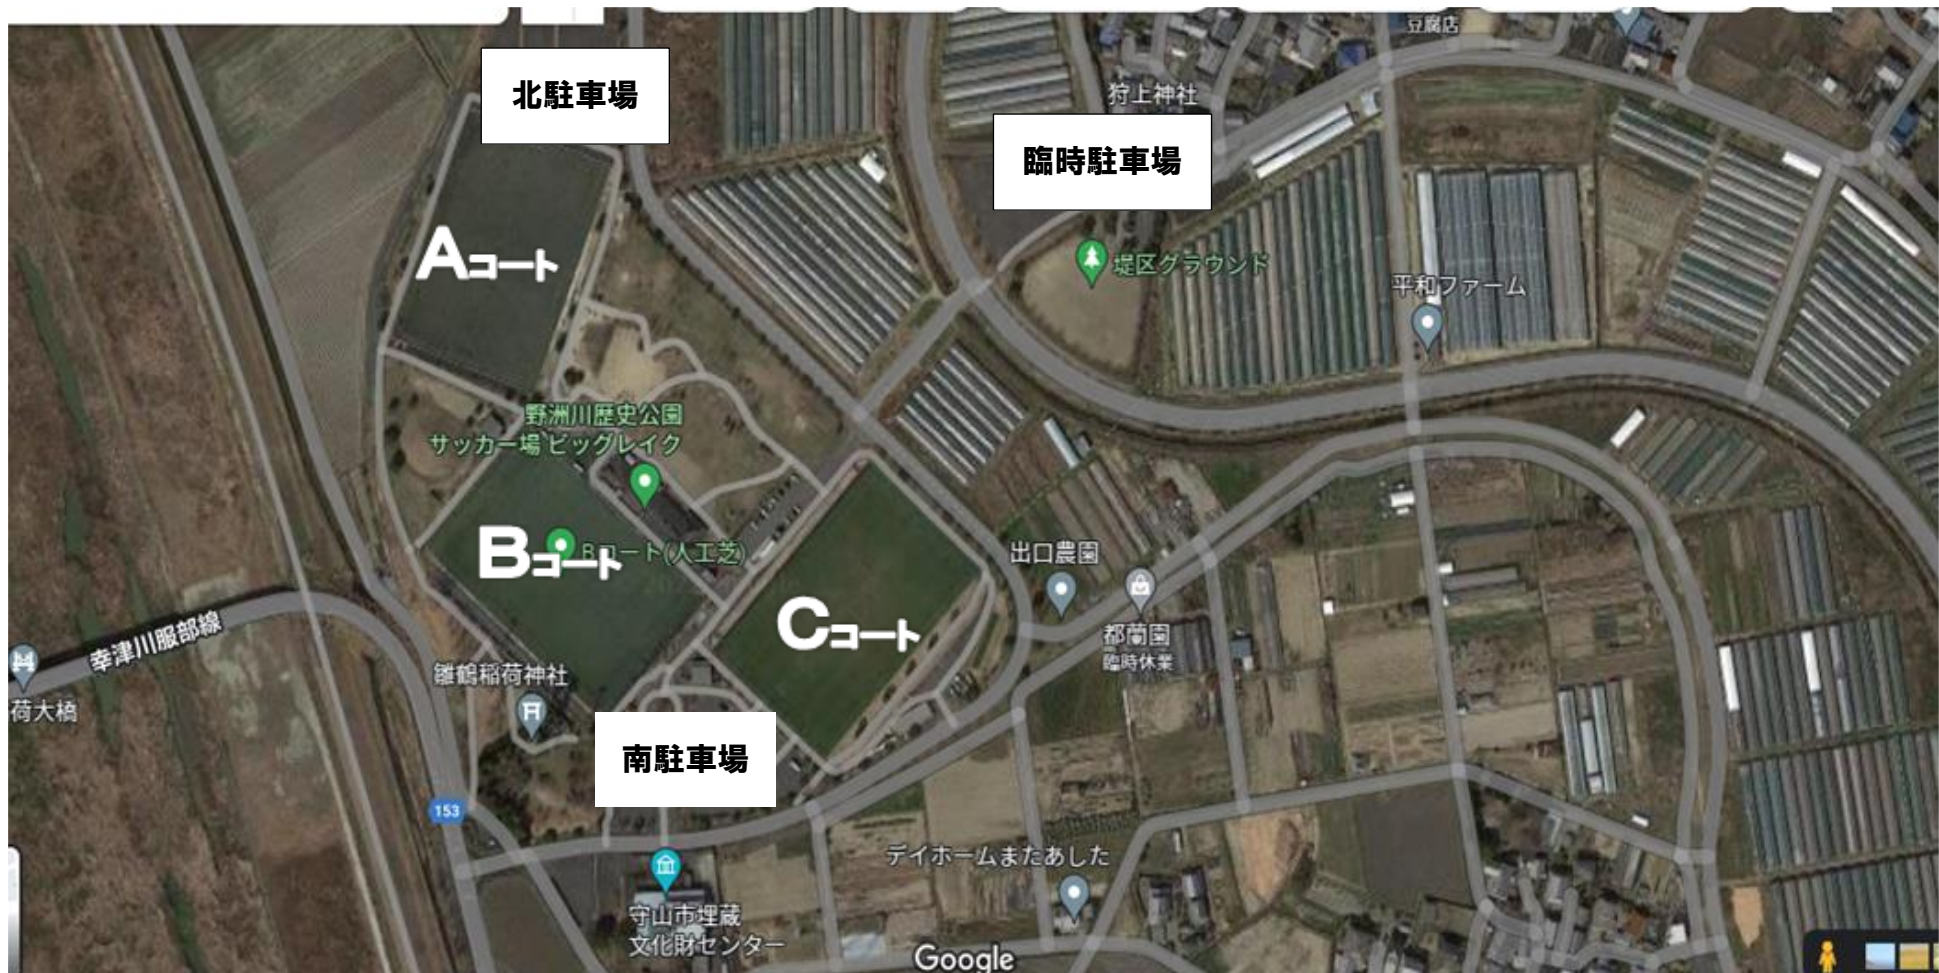 豆腐店
北駐車場
狩上神社
臨時駐車場
Aコート
堤区グラウンド
平和ファーム
野洲川歴史公園
サッカー場 ビッグレイク
Bコート
Bコート(人工芝)
出口農園
Cコート
都蘭園
臨時休業
幸津川服部線
雛鶴稲荷神社
荷大橋
南駐車場
153
デイホームまたあした
守山市埋蔵
文化財センター
Google